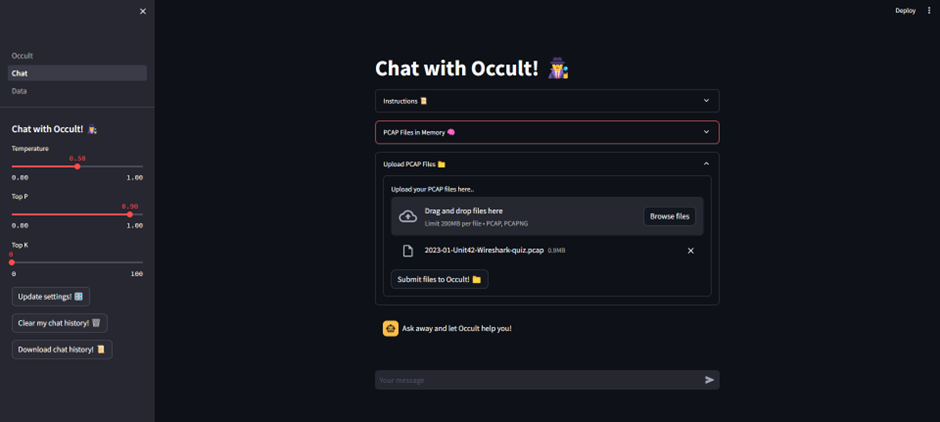 Deploy
Occult
Chat
Data
Chat with Occult!
Temperature
0.50
0.00 1.00
Top P
0.90
0.00 1.00
Top K
0
0 100
Update settings!
Clear my chat history!
Download chat history!
Chat with Occult!
Instructions
PCAP Files in Memory
Upload PCAP Files
Upload your PCAP files here..
Drag and drop files here
Limit 200MB per file • PCAP, PCAPNG
Browse files
2023-01-Unit42-Wireshark-quiz.pcap 0.9MB
Submit files to Occult!
Ask away and let Occult help you!
Your message